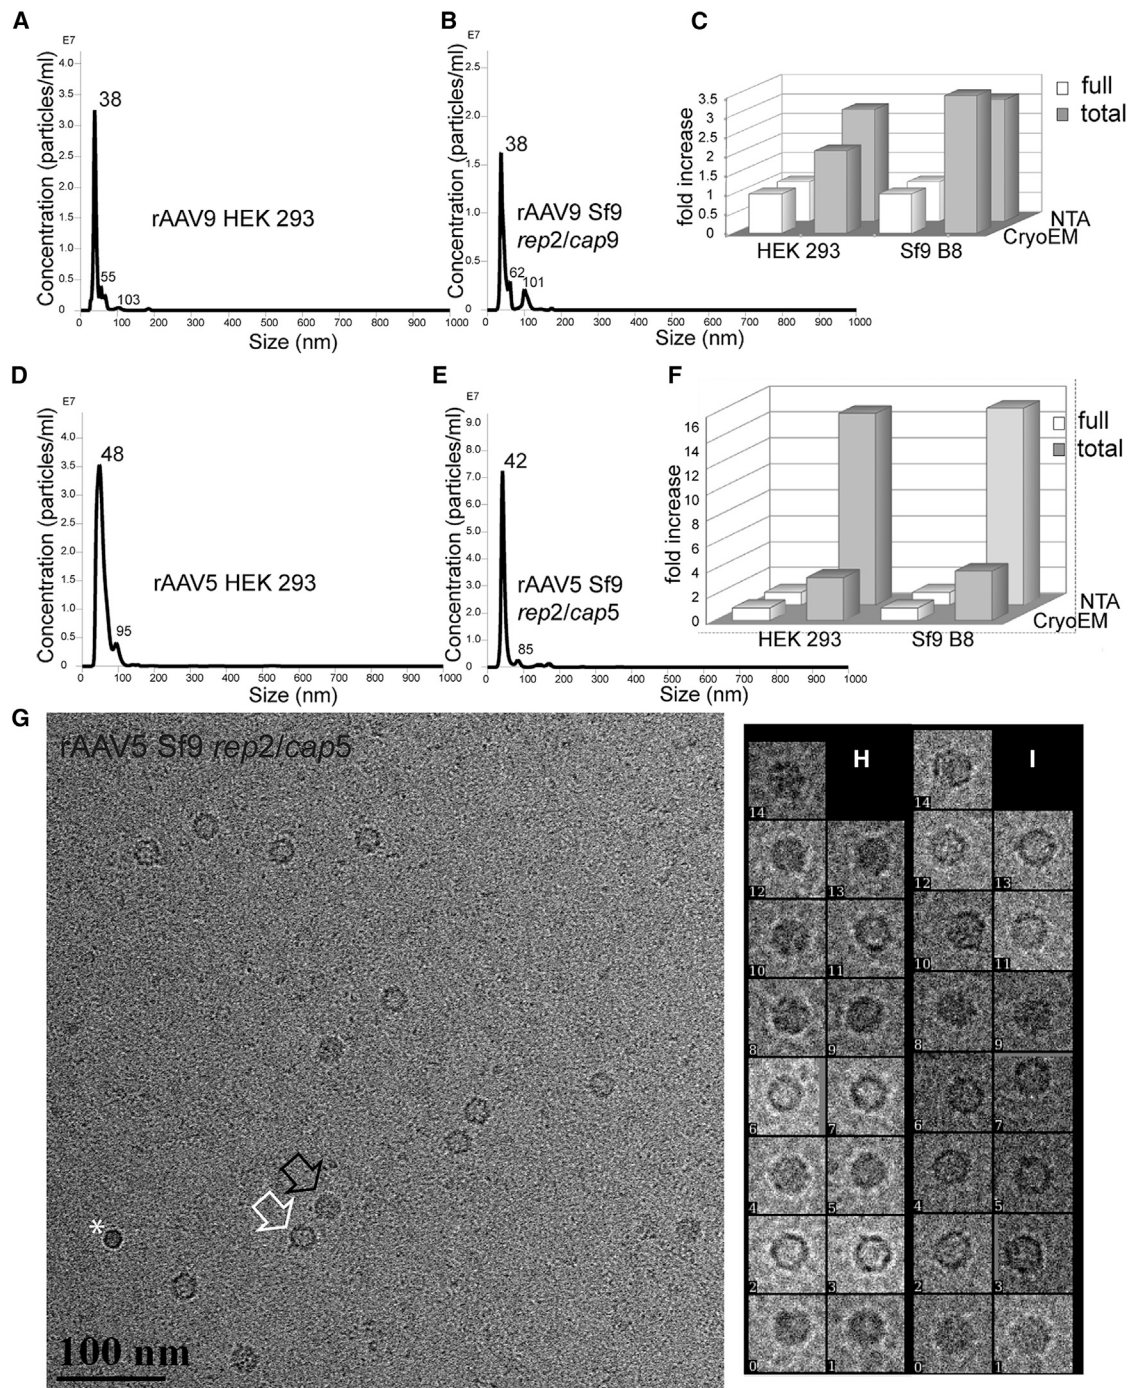 A
E7
Concentration (particles/ml)
4.0
3.5
3.0
2.5
2.0
1.5
1.0
0.5
0
38
55
103
rAAV9 HEK 293
0 100 200 300 400 500 600 700 800 900 1000
Size (nm)
B
E7
Concentration (particles/ml)
2.5
2.0
1.5
1.0
0.5
0
38
62
101
rAAV9 Sf9
rep2/cap9
0 100 200 300 400 500 600 700 800 900 1000
Size (nm)
C
fold increase
3.5
3
2.5
2
1.5
1
0.5
0
full
total
NTA
CryoEM
HEK 293 Sf9 B8
D
E7
Concentration (particles/ml)
4.0
3.5
3.0
2.5
2.0
1.5
1.0
0.5
0
48
95
rAAV5 HEK 293
0 100 200 300 400 500 600 700 800 900 1000
Size (nm)
E
E7
Concentration (particles/ml)
9.0
8.0
7.0
6.0
5.0
4.0
3.0
2.0
1.0
0
42
85
rAAV5 Sf9
rep2/cap5
0 100 200 300 400 500 600 700 800 900 1000
Size (nm)
F
fold increase
16
14
12
10
8
6
4
2
0
full
total
NTA
CryoEM
HEK 293 Sf9 B8
G
rAAV5 Sf9 rep2/cap5
*
100 nm
H
14
12 13
10 11
8 9
6 7
4 5
2 3
0 1
I
14
12 13
10 11
8 9
6 7
4 5
2 3
0 1